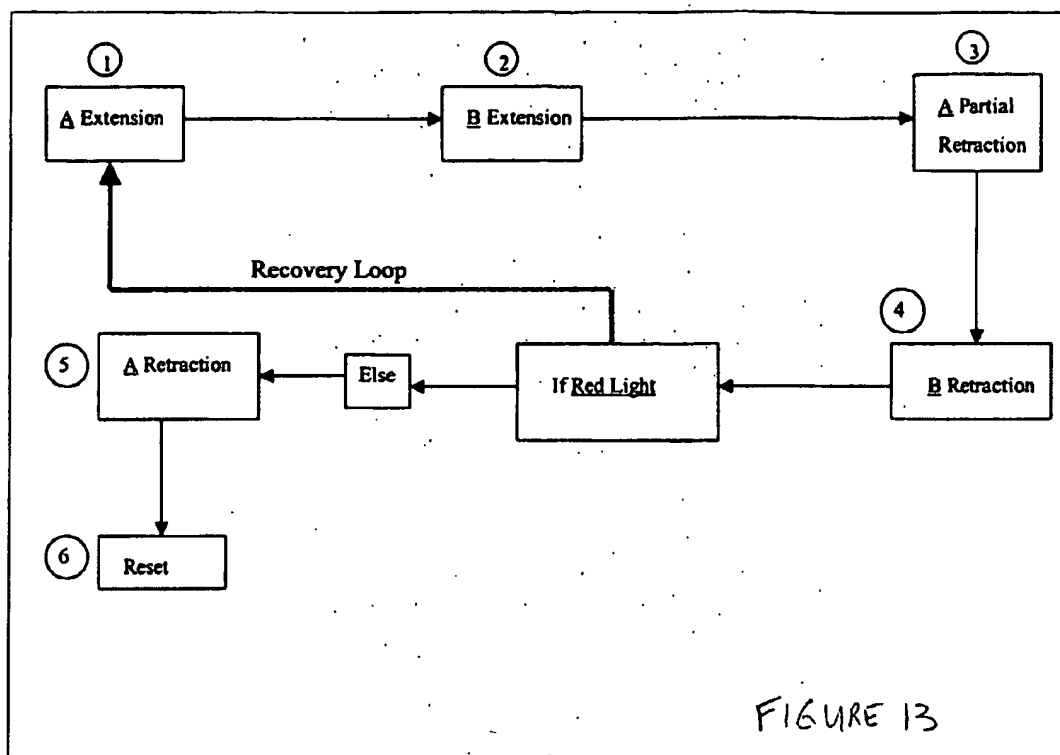 1
2
3
A Extension
B Extension
A Partial
Retraction
Recovery Loop
4
5
A Retraction
Else
If Red Light
B Retraction
6
Reset
FIGURE 13